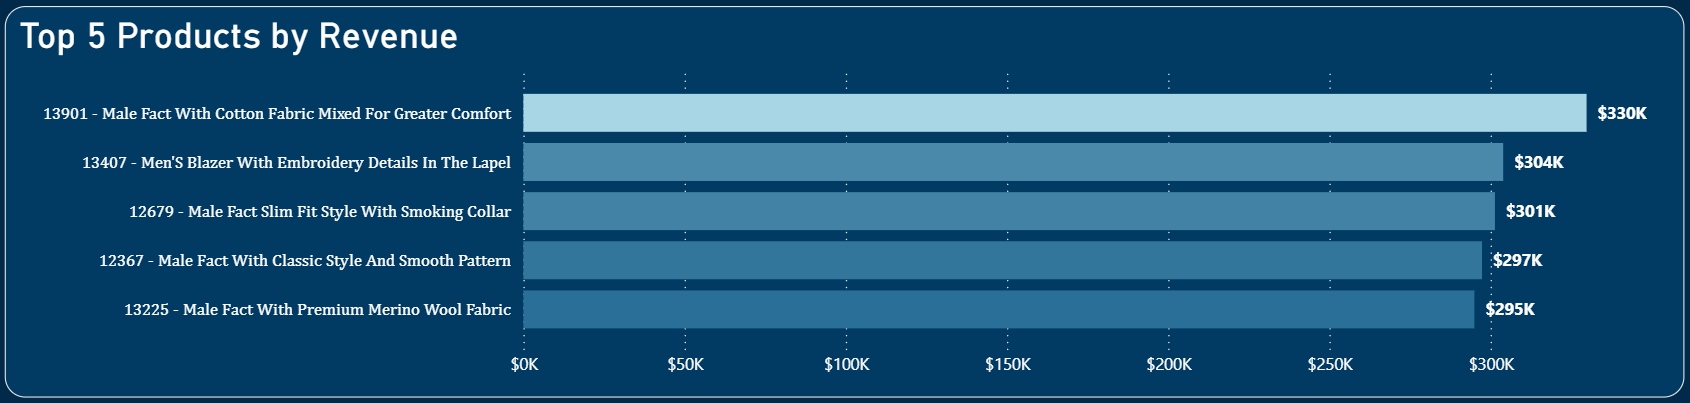 Top 5 Products by Revenue
13901 - Male Fact With Cotton Fabric Mixed For Greater Comfort $330K
13407 - Men'S Blazer With Embroidery Details In The Lapel $304K
12679 - Male Fact Slim Fit Style With Smoking Collar $301K
12367 - Male Fact With Classic Style And Smooth Pattern $297K
13225 - Male Fact With Premium Merino Wool Fabric $295K
$0K $50K $100K $150K $200K $250K $300K